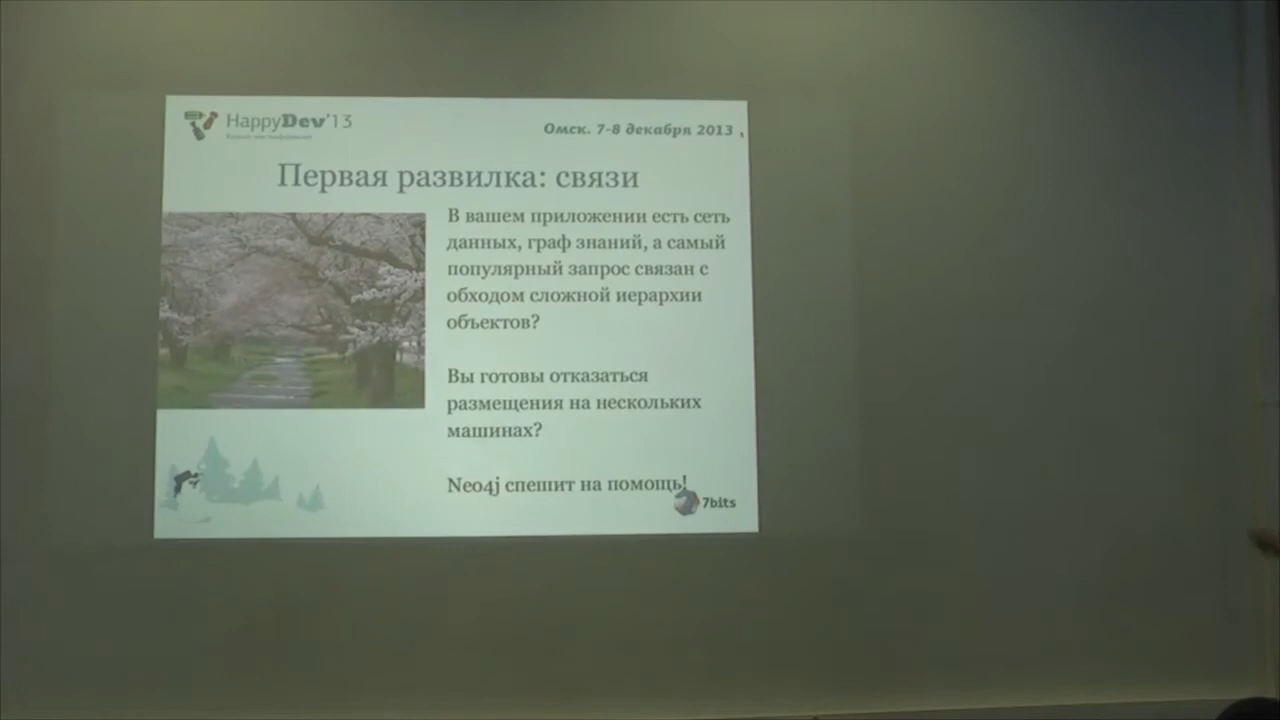 HappyDev'13
Омск. 7-8 декабря 2013
Первая развилка: связи
В вашем приложении есть сеть
данных, граф знаний, а самый
популярный запрос связан с
обходом сложной иерархии
объектов?
Вы готовы отказаться
размещения на нескольких
машинах?
Neo4j спешит на помощь!
7bits